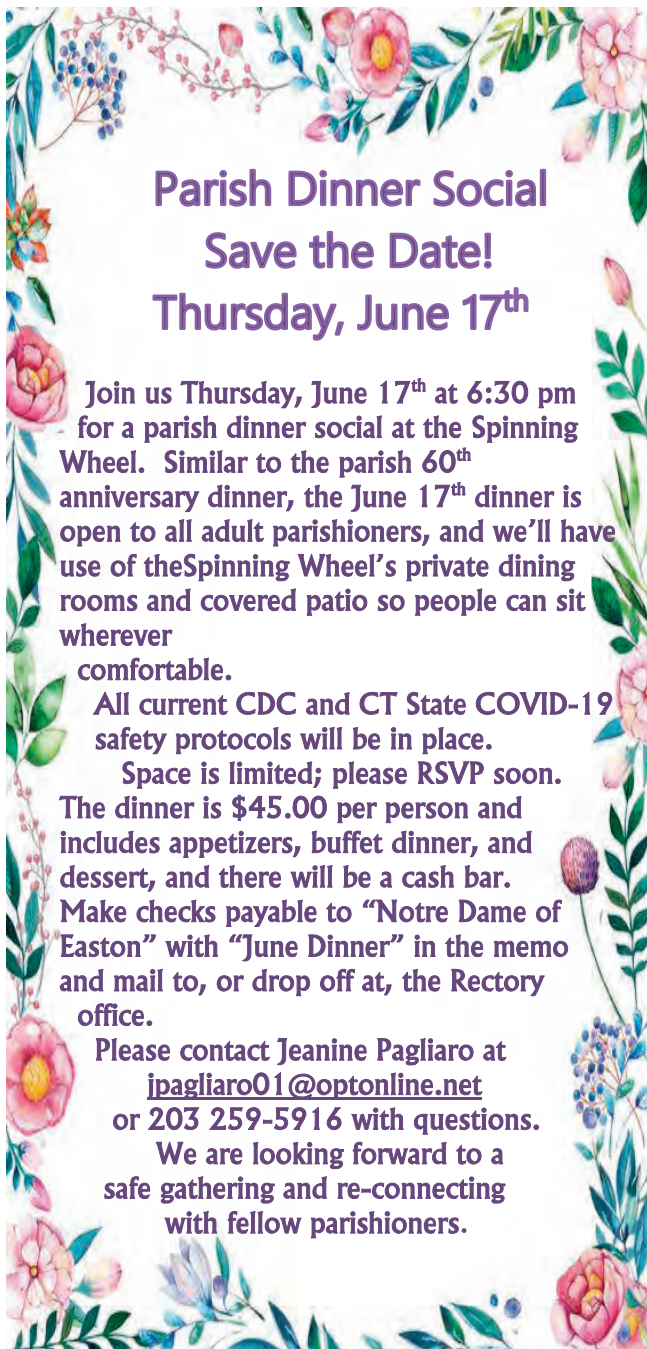 Parish Dinner Social
Save the Date!
Thursday, June 17th
Join us Thursday, June 17th at 6:30 pm
for a parish dinner social at the Spinning
Wheel.  Similar to the parish 60th
anniversary dinner, the June 17th dinner is
open to all adult parishioners, and we’ll have
use of theSpinning Wheel’s private dining
rooms and covered patio so people can sit
wherever
comfortable.
All current CDC and CT State COVID-19
safety protocols will be in place.
Space is limited; please RSVP soon.
The dinner is $45.00 per person and
includes appetizers, buffet dinner, and
dessert, and there will be a cash bar.
Make checks payable to “Notre Dame of
Easton” with “June Dinner” in the memo
and mail to, or drop off at, the Rectory
office.
Please contact Jeanine Pagliaro at
jpagliaro01@optonline.net
or 203 259-5916 with questions.
We are looking forward to a
safe gathering and re-connecting
with fellow parishioners.